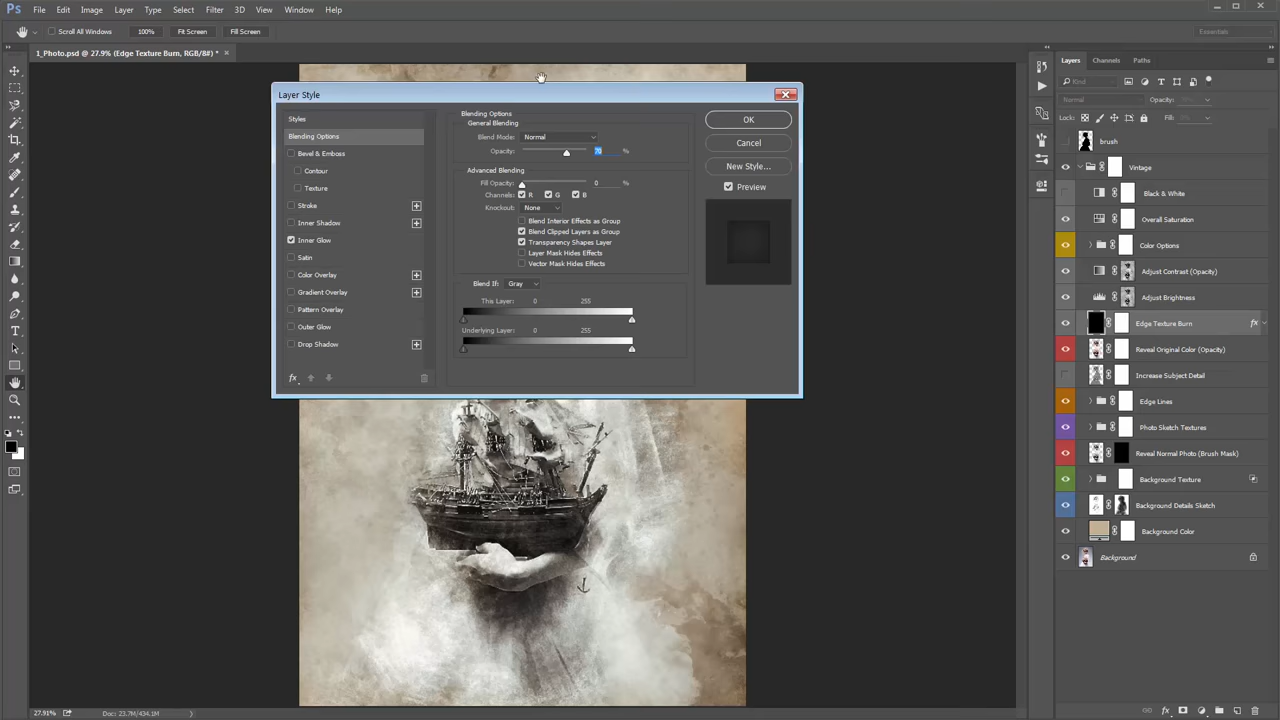 Ps File Edit Image Layer Type Select Filter 3D View Window Help
Scroll All Windows 100% Fit Screen Fill Screen Essentials
1_Photo.psd @ 27.9% (Edge Texture Burn, RGB/8#) * ×
Layer Style
Styles
Blending Options
Bevel & Emboss
Contour
Texture
Stroke
Inner Shadow
Inner Glow
Satin
Color Overlay
Gradient Overlay
Pattern Overlay
Outer Glow
Drop Shadow
fx
Blending Options
General Blending
Blend Mode: Normal
Opacity: 70 %
Advanced Blending
Fill Opacity: 0 %
Channels: R G B
Knockout: None
Blend Interior Effects as Group
Blend Clipped Layers as Group
Transparency Shapes Layer
Layer Mask Hides Effects
Vector Mask Hides Effects
Blend If: Gray
This Layer: 0 255
Underlying Layer: 0 255
OK
Cancel
New Style...
Preview
Layers Channels Paths
Kind
Normal Opacity:
Lock: Fill:
brush
Vintage
Black & White
Overall Saturation
Color Options
Adjust Contrast (Opacity)
Adjust Brightness
Edge Texture Burn fx
Reveal Original Color (Opacity)
Increase Subject Detail
Edge Lines
Photo Sketch Textures
Reveal Normal Photo (Brush Mask)
Background Texture
Background Details Sketch
Background Color
Background
27.91% Doc: 23.7M/434.1M
fx